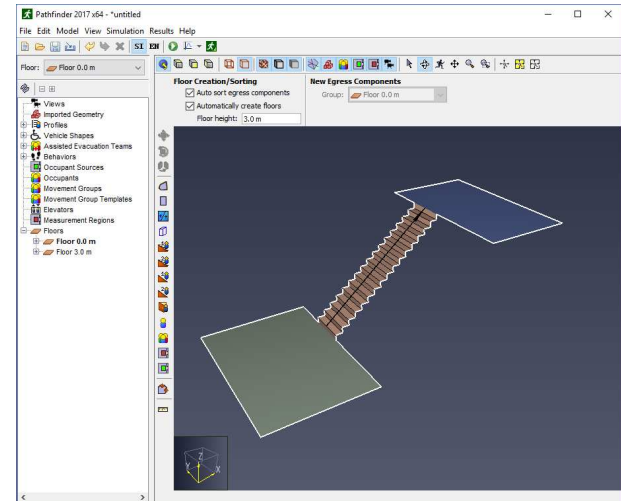 Pathfinder 2017 x64 - *untitled
File Edit Model View Simulation Results Help
SI EN
Floor: Floor 0.0 m
Floor Creation/Sorting
Auto sort egress components
Automatically create floors
Floor height: 3.0 m
New Egress Components
Group: Floor 0.0 m
Views
Imported Geometry
Profiles
Vehicle Shapes
Assisted Evacuation Teams
Behaviors
Occupant Sources
Occupants
Movement Groups
Movement Group Templates
Elevators
Measurement Regions
Floors
Floor 0.0 m
Floor 3.0 m
Z
Y
X